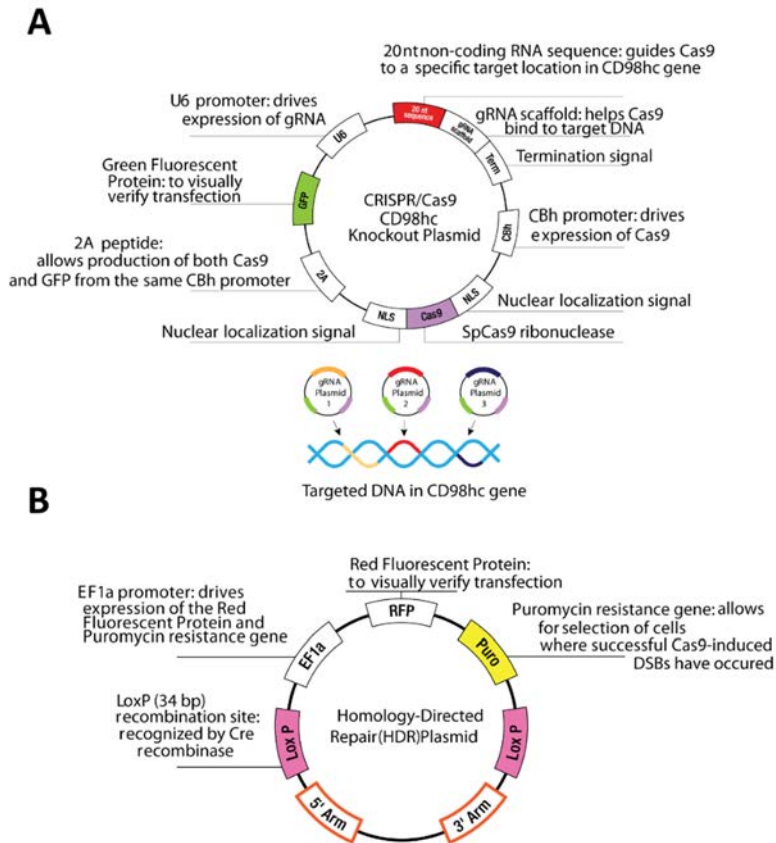 A
20nt non-coding RNA sequence: guides Cas9
to a specific target location in CD98hc gene
U6 promoter: drives
expression of gRNA
gRNA scaffold: helps Cas9
bind to target DNA
Termination signal
Green Fluorescent
Protein: to visually
verify transfection
20 nt
sequence
gRNA
scaffold
Term
U6
GFP
CRISPR/Cas9
CD98hc
Knockout Plasmid
CBh
CBh promoter: drives
expression of Cas9
2A peptide:
allows production of both Cas9
and GFP from the same CBh promoter
2A
NLS
Cas9
NLS
Nuclear localization signal
Nuclear localization signal
SpCas9 ribonuclease
gRNA
Plasmid
1
gRNA
Plasmid
2
gRNA
Plasmid
3
Targeted DNA in CD98hc gene
B
Red Fluorescent Protein:
to visually verify transfection
EF1a promoter: drives
expression of the Red
Fluorescent Protein and
Puromycin resistance gene
RFP
EF1a
Puro
Puromycin resistance gene: allows
for selection of cells
where successful Cas9-induced
DSBs have occured
LoxP (34 bp)
recombination site:
recognized by Cre
recombinase
Homology-Directed
Repair(HDR)Plasmid
Lox P
Lox P
5' Arm
3' Arm